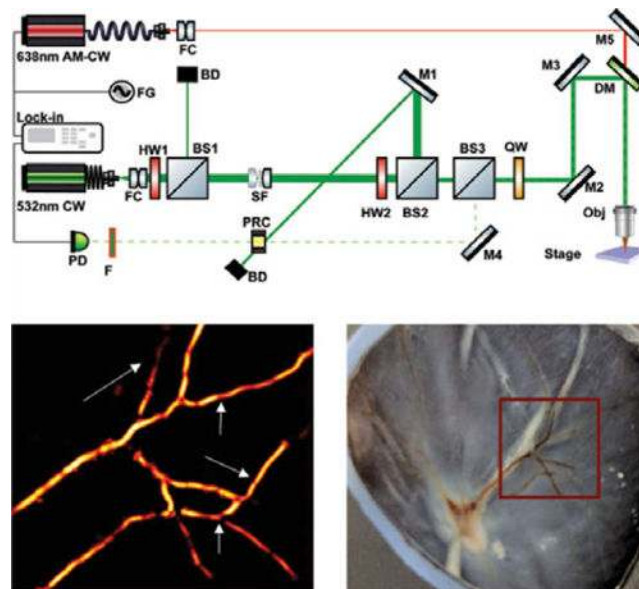 638nm AM-CW
FC
M5
BD
FG
M1
M3
DM
Lock-in
HW1
BS1
BS3
QW
532nm CW
FC
SF
HW2
BS2
M2
PRC
Obj
PD
F
BD
M4
Stage